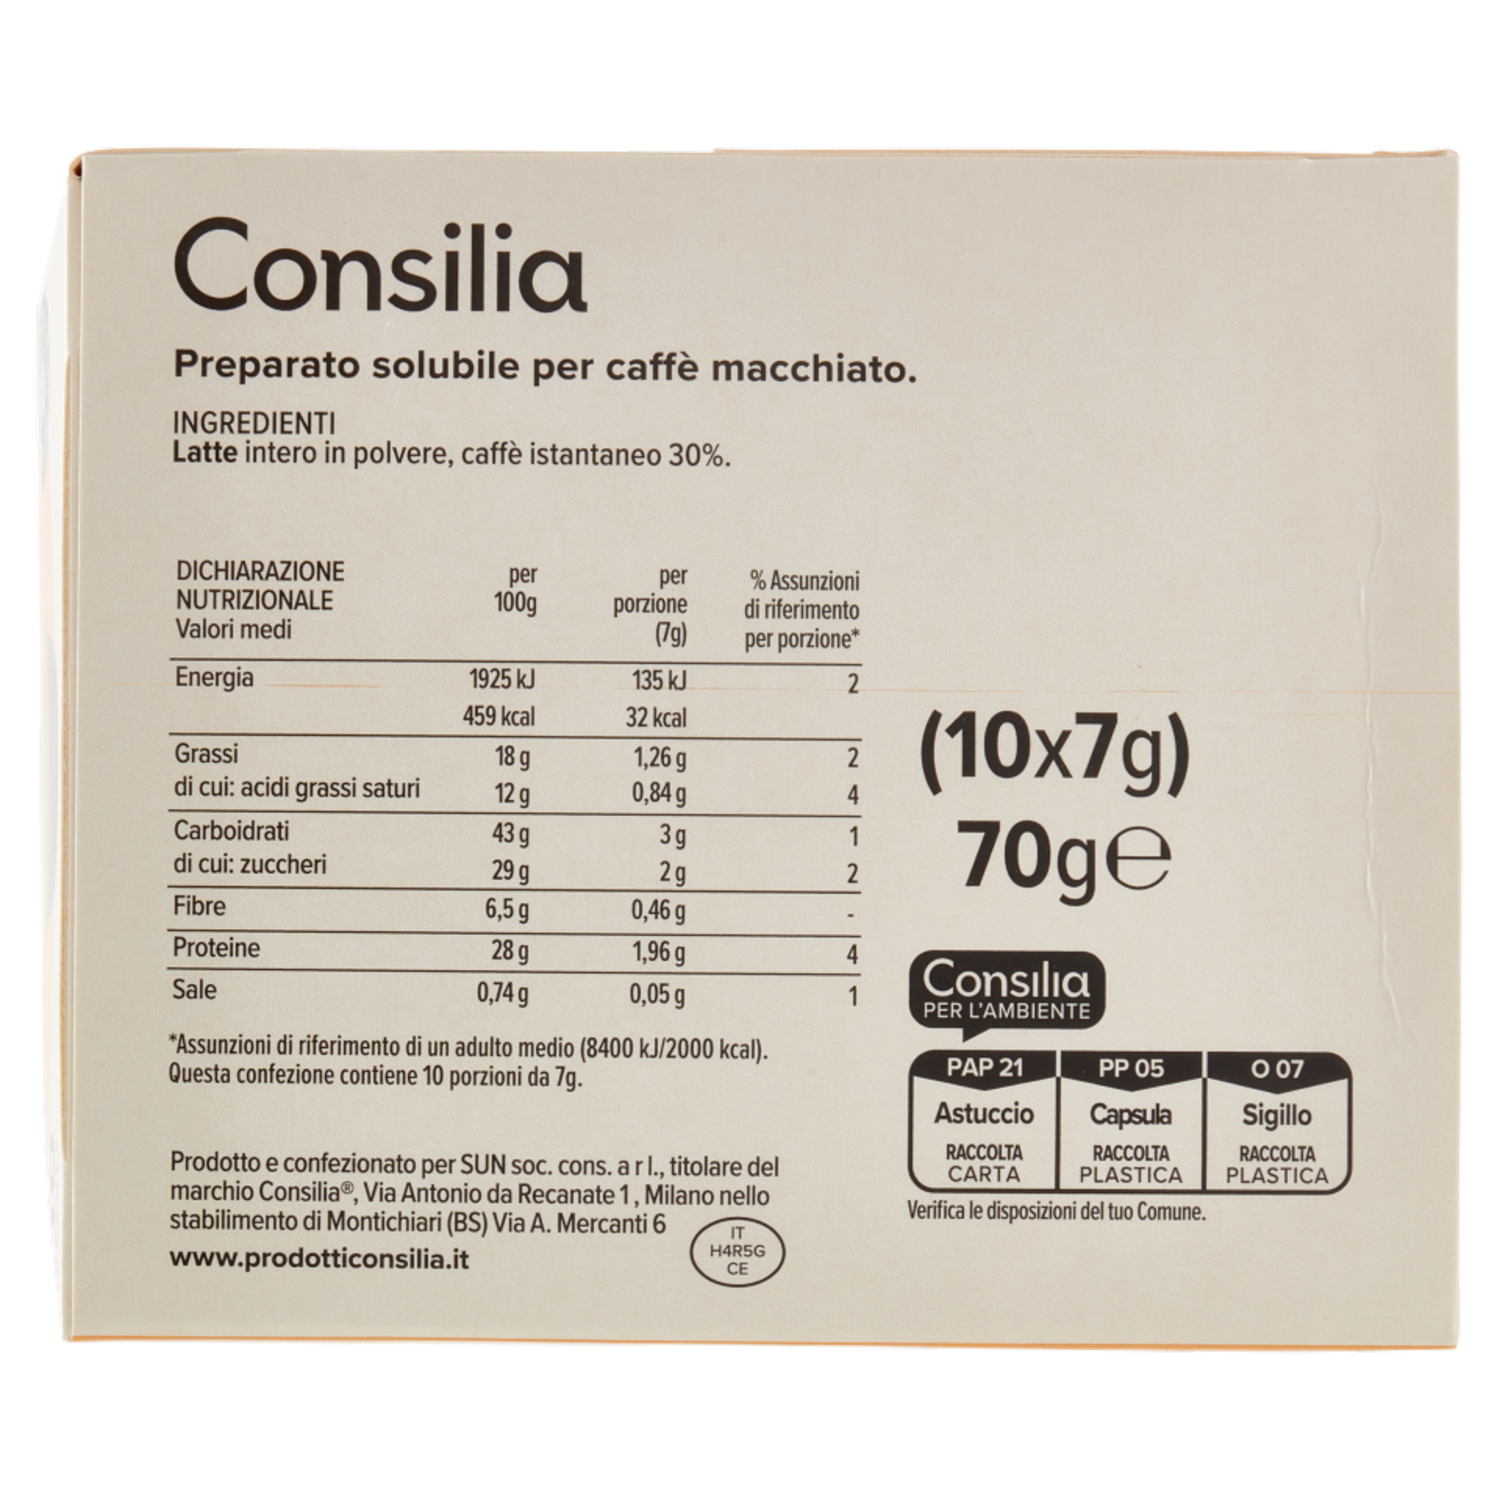 Consilia
Preparato solubile per caffè macchiato.
INGREDIENTI
Latte intero in polvere, caffè istantaneo 30%.
DICHIARAZIONE NUTRIZIONALE Valori medi | per 100g | per porzione (7g) | % Assunzioni di riferimento per porzione*
Energia 1925 kJ 135 kJ 2
459 kcal 32 kcal
Grassi 18 g 1,26 g 2
di cui: acidi grassi saturi 12 g 0,84 g 4
Carboidrati 43 g 3 g 1
di cui: zuccheri 29 g 2 g 2
Fibre 6,5 g 0,46 g -
Proteine 28 g 1,96 g 4
Sale 0,74 g 0,05 g 1
*Assunzioni di riferimento di un adulto medio (8400 kJ/2000 kcal).
Questa confezione contiene 10 porzioni da 7g.
Prodotto e confezionato per SUN soc. cons. a r l., titolare del
marchio Consilia®, Via Antonio da Recanate 1, Milano nello
stabilimento di Montichiari (BS) Via A. Mercanti 6
www.prodotticonsilia.it
IT
H4R5G
CE
(10x7g)
70g℮
Consilia
PER L'AMBIENTE
PAP 21 PP 05 O 07
Astuccio Capsula Sigillo
RACCOLTA RACCOLTA RACCOLTA
CARTA PLASTICA PLASTICA
Verifica le disposizioni del tuo Comune.